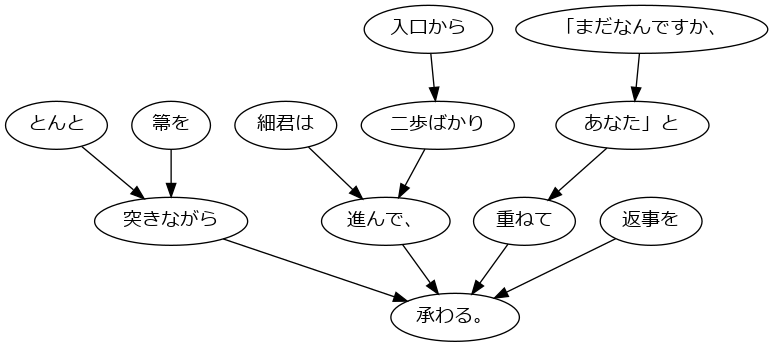 入口から
「まだなんですか、
とんと
箒を
細君は
二歩ばかり
あなた」と
突きながら
進んで、
重ねて
返事を
承わる。